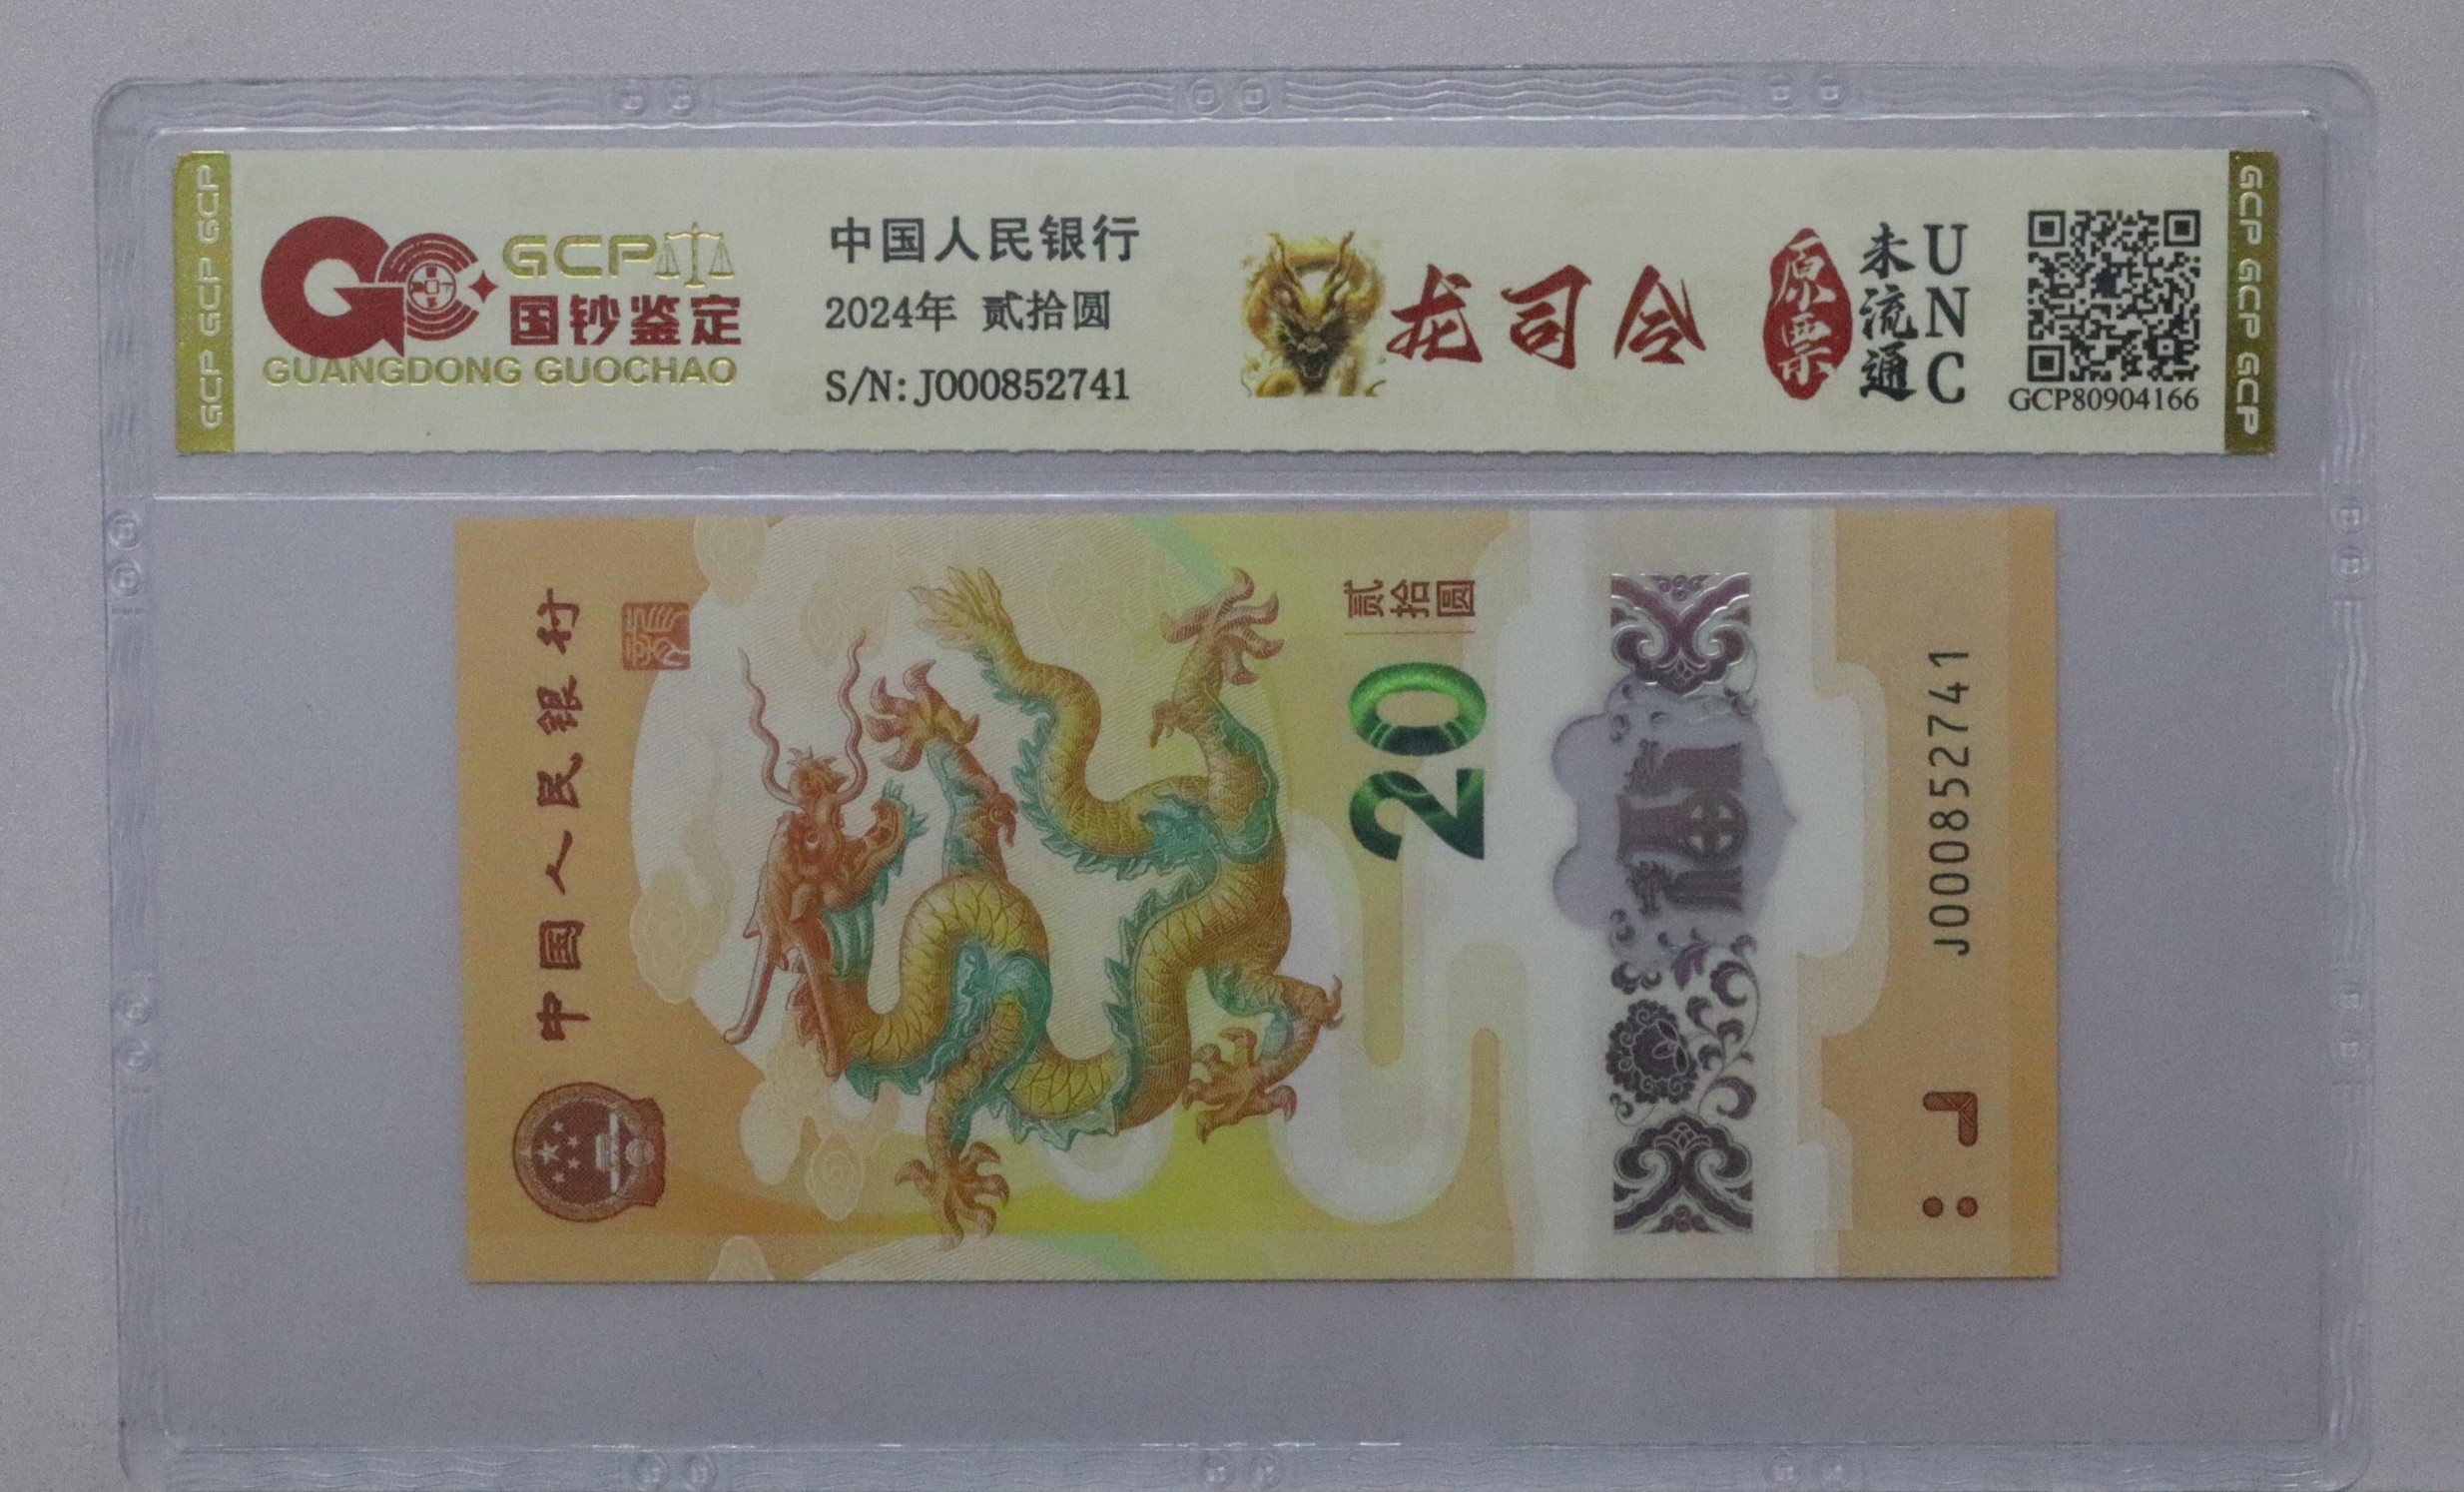 GCP GCP GCP
GCP
国钞鉴定
GUANGDONG GUOCHAO
中国人民银行
2024年 贰拾圆
S/N: J000852741
龙司令
原票
未流通
UNC
GCP80904166
GCP GCP GCP
中国人民银行
龍
贰拾圆
20
J000852741